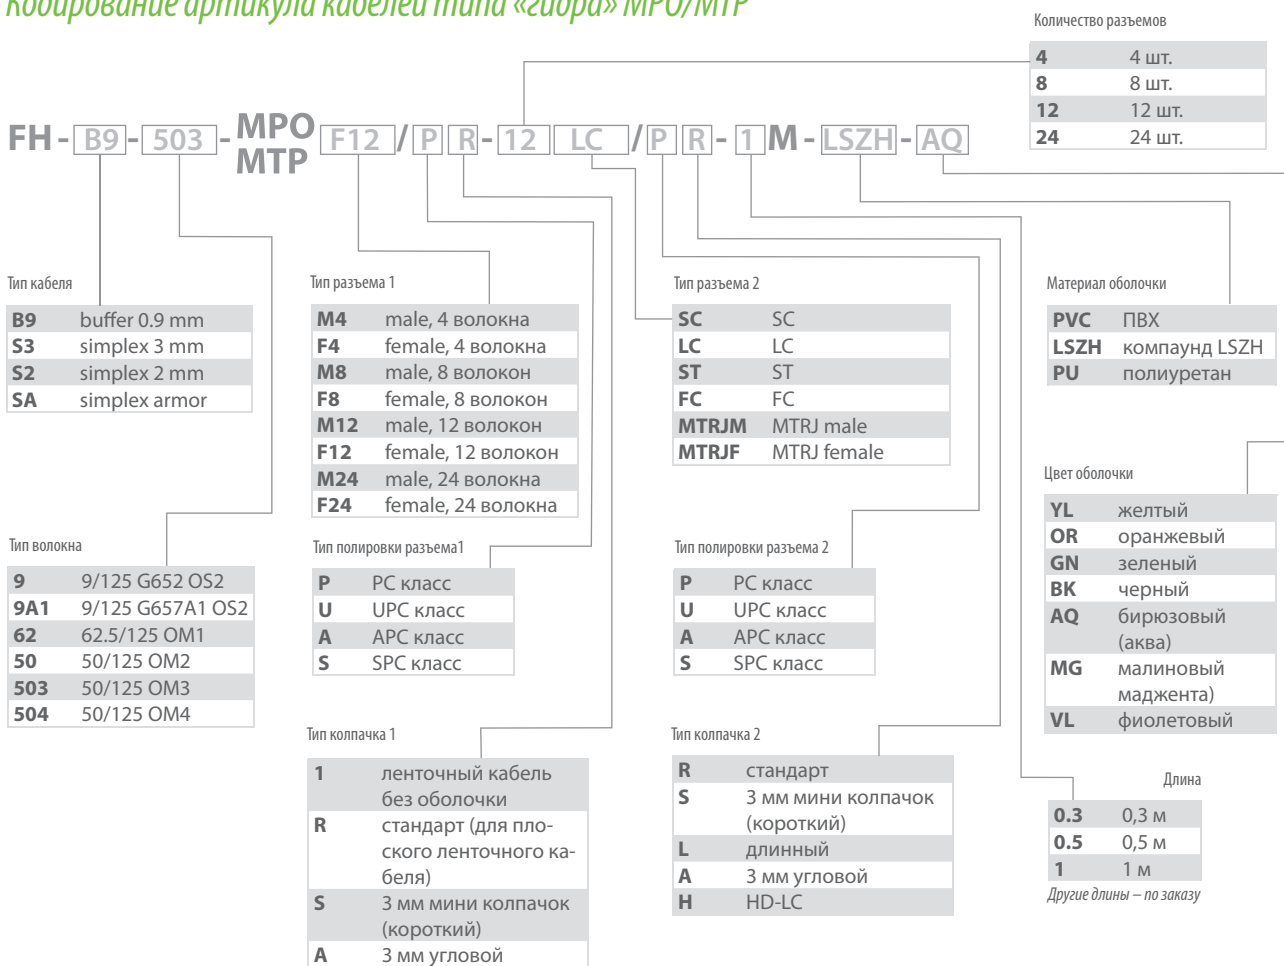 Кодирование артикула кабелей типа «гидра» MPO/MTP
Количество разъемов
4 4 шт.
8 8 шт.
12 12 шт.
24 24 шт.
FH - B9 - 503 - MPO MTP F12 / P R - 12 LC / P R - 1 M - LSZH - AQ
Тип кабеля
B9 buffer 0.9 mm
S3 simplex 3 mm
S2 simplex 2 mm
SA simplex armor
Тип разъема 1
M4 male, 4 волокна
F4 female, 4 волокна
M8 male, 8 волокон
F8 female, 8 волокон
M12 male, 12 волокон
F12 female, 12 волокон
M24 male, 24 волокна
F24 female, 24 волокна
Тип разъема 2
SC SC
LC LC
ST ST
FC FC
MTRJM MTRJ male
MTRJF MTRJ female
Материал оболочки
PVC ПВХ
LSZH компаунд LSZH
PU полиуретан
Цвет оболочки
YL желтый
OR оранжевый
GN зеленый
BK черный
AQ бирюзовый
(аква)
MG малиновый
маджента)
VL фиолетовый
Тип волокна
9 9/125 G652 OS2
9A1 9/125 G657A1 OS2
62 62.5/125 OM1
50 50/125 OM2
503 50/125 OM3
504 50/125 OM4
Тип полировки разъема1
P PC класс
U UPC класс
A APC класс
S SPC класс
Тип полировки разъема 2
P PC класс
U UPC класс
A APC класс
S SPC класс
Тип колпачка 1
1 ленточный кабель
без оболочки
R стандарт (для пло-
ского ленточного ка-
беля)
S 3 мм мини колпачок
(короткий)
A 3 мм угловой
Тип колпачка 2
R стандарт
S 3 мм мини колпачок
(короткий)
L длинный
A 3 мм угловой
H HD-LC
Длина
0.3 0,3 м
0.5 0,5 м
1 1 м
Другие длины – по заказу